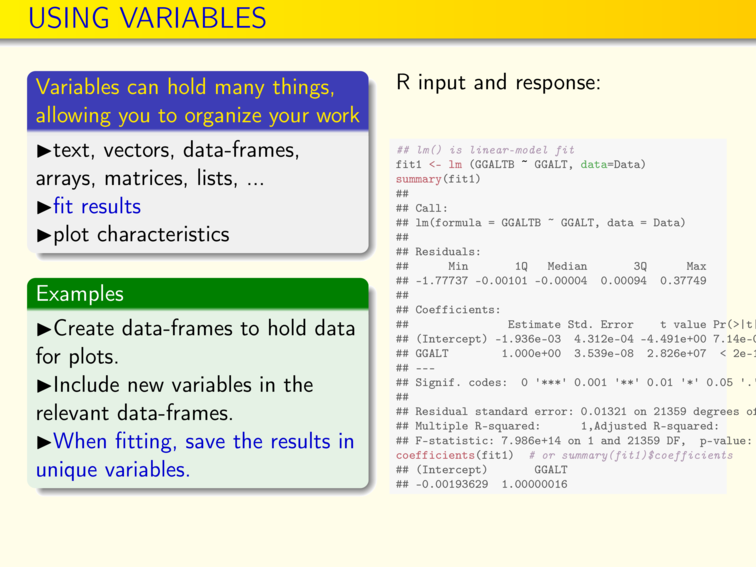 USING VARIABLES
Variables can hold many things,
allowing you to organize your work
▶text, vectors, data-frames,
arrays, matrices, lists, ...
▶fit results
▶plot characteristics
Examples
▶Create data-frames to hold data
for plots.
▶Include new variables in the
relevant data-frames.
▶When fitting, save the results in
unique variables.
R input and response:
## lm() is linear-model fit
fit1 <- lm (GGALTB ~ GGALT, data=Data)
summary(fit1)
##
## Call:
## lm(formula = GGALTB ~ GGALT, data = Data)
##
## Residuals:
##      Min       1Q   Median       3Q      Max
## -1.77737 -0.00101 -0.00004  0.00094  0.37749
##
## Coefficients:
##               Estimate Std. Error    t value Pr(>|t|
## (Intercept) -1.936e-03  4.312e-04 -4.491e+00 7.14e-0
## GGALT        1.000e+00  3.539e-08  2.826e+07  < 2e-1
## ---
## Signif. codes:  0 '***' 0.001 '**' 0.01 '*' 0.05 '.'
##
## Residual standard error: 0.01321 on 21359 degrees of
## Multiple R-squared:      1,Adjusted R-squared:
## F-statistic: 7.986e+14 on 1 and 21359 DF,  p-value:
coefficients(fit1)  # or summary(fit1)$coefficients
## (Intercept)       GGALT
## -0.00193629  1.00000016